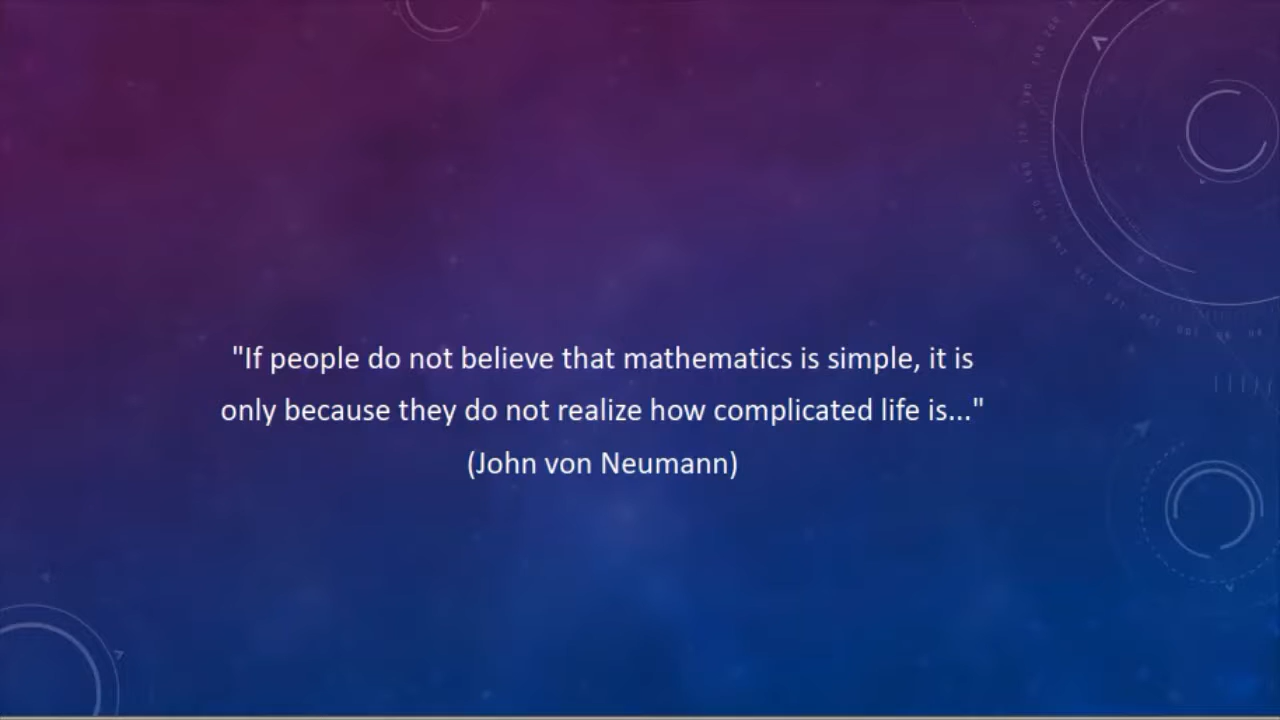 "If people do not believe that mathematics is simple, it is
only because they do not realize how complicated life is..."
(John von Neumann)